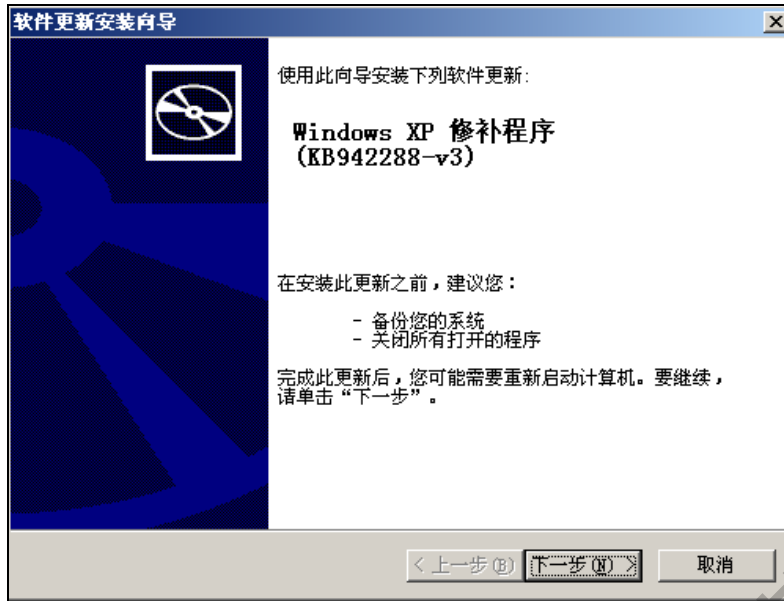 软件更新安装向导
使用此向导安装下列软件更新:
Windows XP 修补程序
(KB942288-v3)
在安装此更新之前，建议您：
- 备份您的系统
- 关闭所有打开的程序
完成此更新后，您可能需要重新启动计算机。要继续，
请单击“下一步”。
< 上一步(B) 下一步(N) > 取消